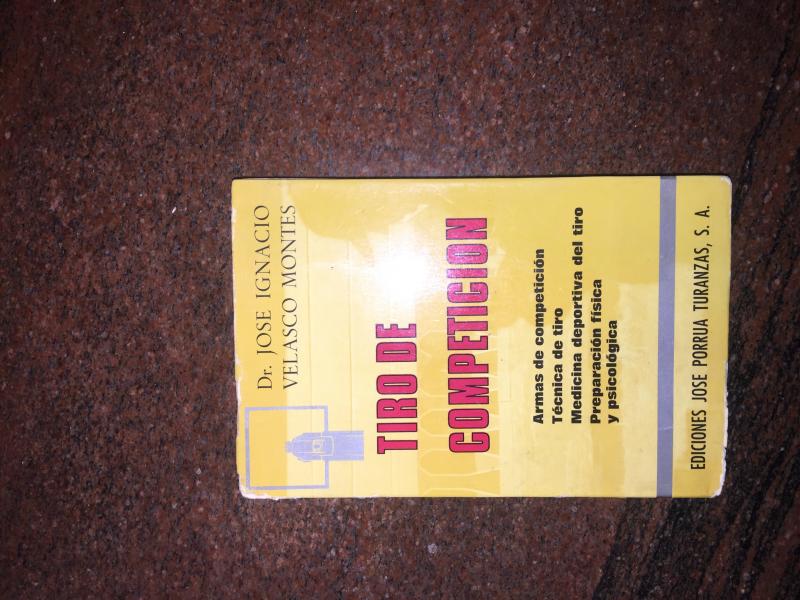 Dr. JOSE IGNACIO
VELASCO MONTES
TIRO DE
COMPETICION
Armas de competición
Técnica de tiro
Medicina deportiva del tiro
Preparación física
y psicológica
EDICIONES JOSE PORRUA TURANZAS, S. A.